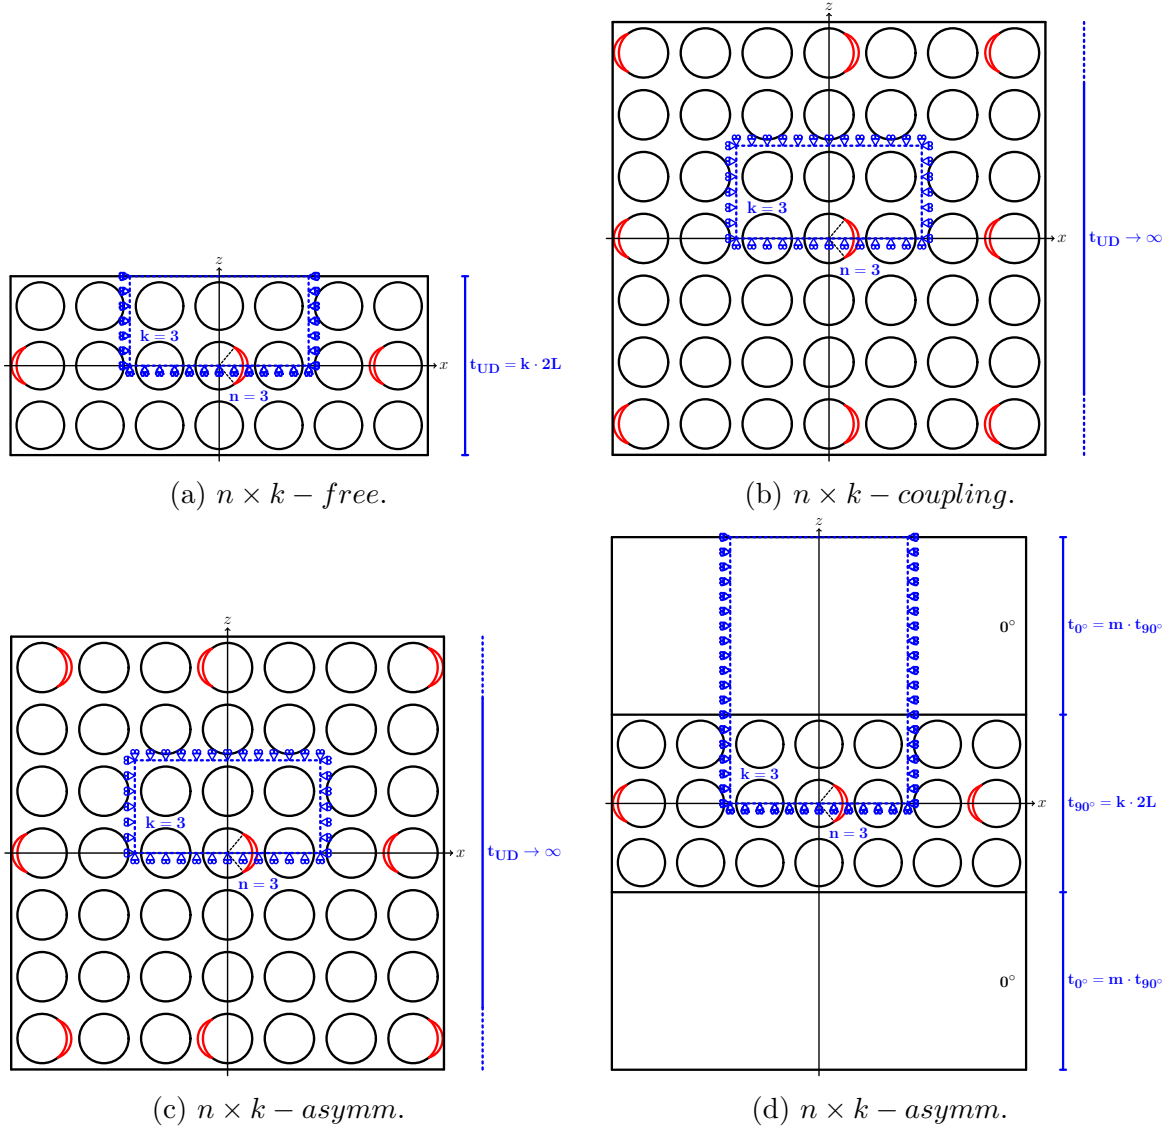 z
k = 3
x
t_UD = k · 2L
n = 3
(a) n × k − free.
k = 3
x
t_UD → ∞
n = 3
(b) n × k − coupling.
z
k = 3
x
t_UD → ∞
n = 3
(c) n × k − asymm.
z
0°
t_0° = m · t_90°
k = 3
x
t_90° = k · 2L
n = 3
0°
t_0° = m · t_90°
(d) n × k − asymm.
z